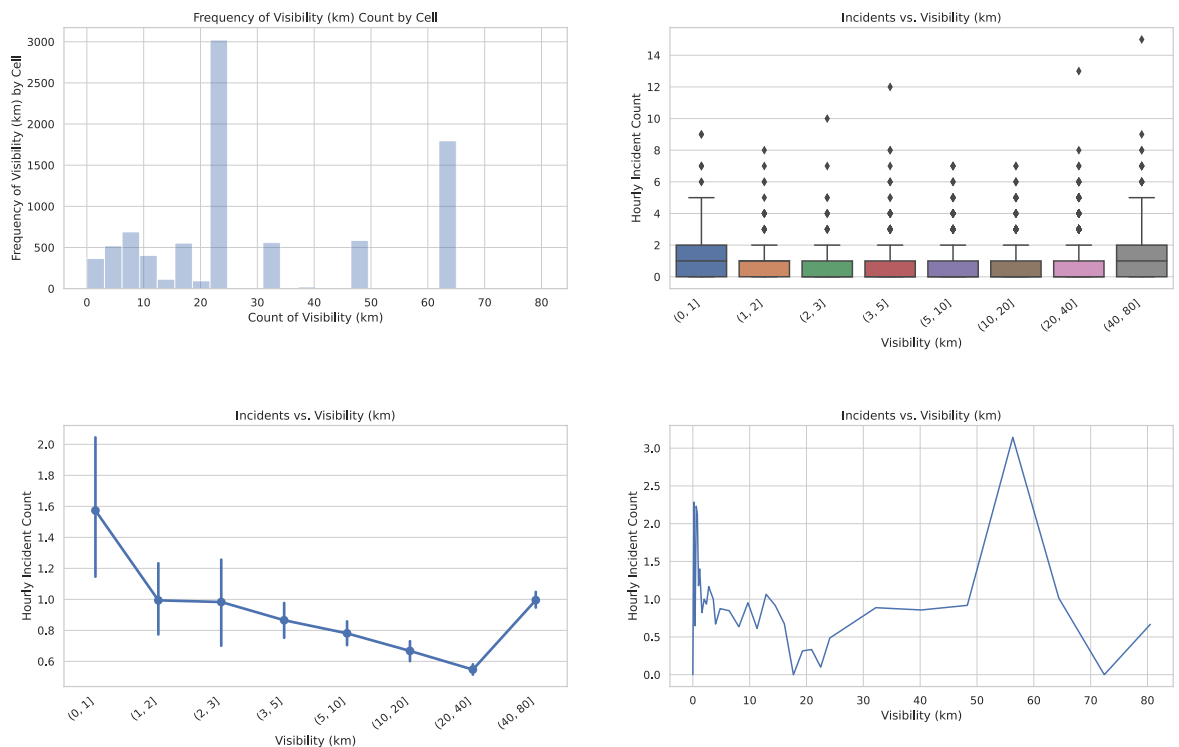 Frequency of Visibility (km) Count by Cell
Frequency of Visibility (km) by Cell
3000
2500
2000
1500
1000
500
0
0 10 20 30 40 50 60 70 80
Count of Visibility (km)
Incidents vs. Visibility (km)
Hourly Incident Count
14
12
10
8
6
4
2
0
(0, 1] (1, 2] (2, 3] (3, 5] (5, 10] (10, 20] (20, 40] (40, 80]
Visibility (km)
Incidents vs. Visibility (km)
Hourly Incident Count
2.0
1.8
1.6
1.4
1.2
1.0
0.8
0.6
(0, 1] (1, 2] (2, 3] (3, 5] (5, 10] (10, 20] (20, 40] (40, 80]
Visibility (km)
Incidents vs. Visibility (km)
Hourly Incident Count
3.0
2.5
2.0
1.5
1.0
0.5
0.0
0 10 20 30 40 50 60 70 80
Visibility (km)